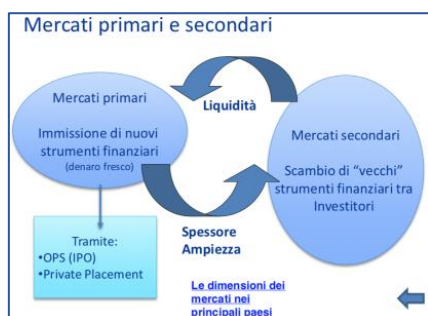 Mercati primari e secondari
Mercati primari
Immissione di nuovi
strumenti finanziari
(denaro fresco)
Liquidità
Mercati secondari
Scambio di “vecchi”
strumenti finanziari tra
Investitori
Tramite:
•OPS (IPO)
•Private Placement
Spessore
Ampiezza
Le dimensioni dei
mercati nei
principali paesi